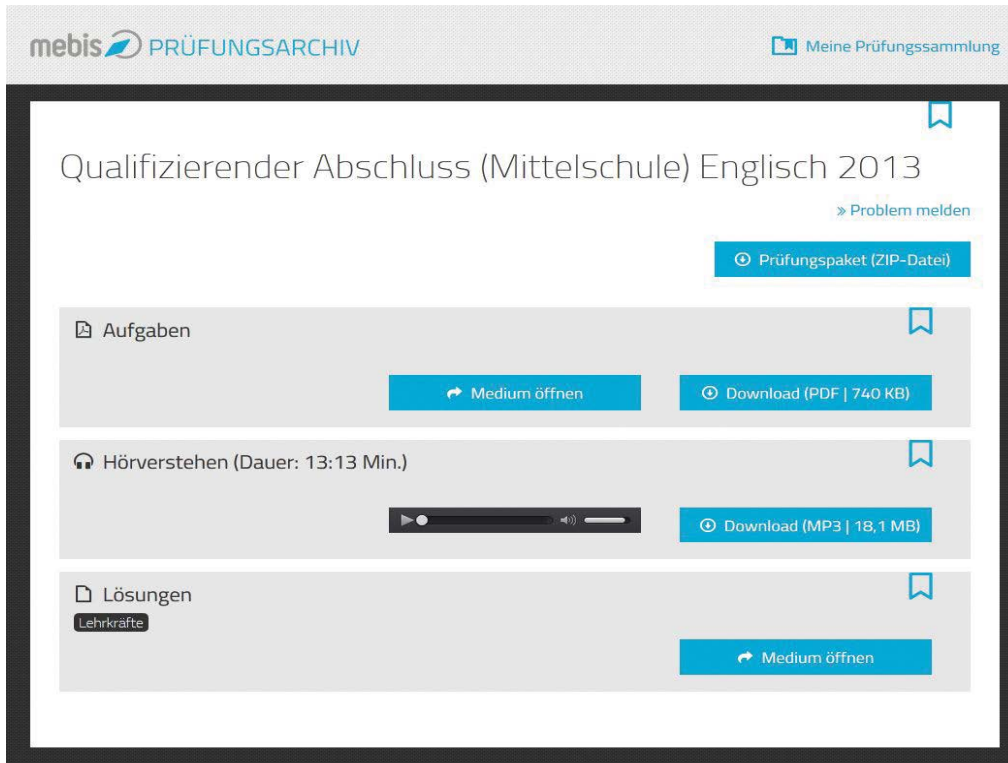 mebis PRÜFUNGSARCHIV
Meine Prüfungssammlung
Qualifizierender Abschluss (Mittelschule) Englisch 2013
» Problem melden
Prüfungspaket (ZIP-Datei)
Aufgaben
Medium öffnen
Download (PDF | 740 KB)
Hörverstehen (Dauer: 13:13 Min.)
Download (MP3 | 18,1 MB)
Lösungen
Lehrkräfte
Medium öffnen